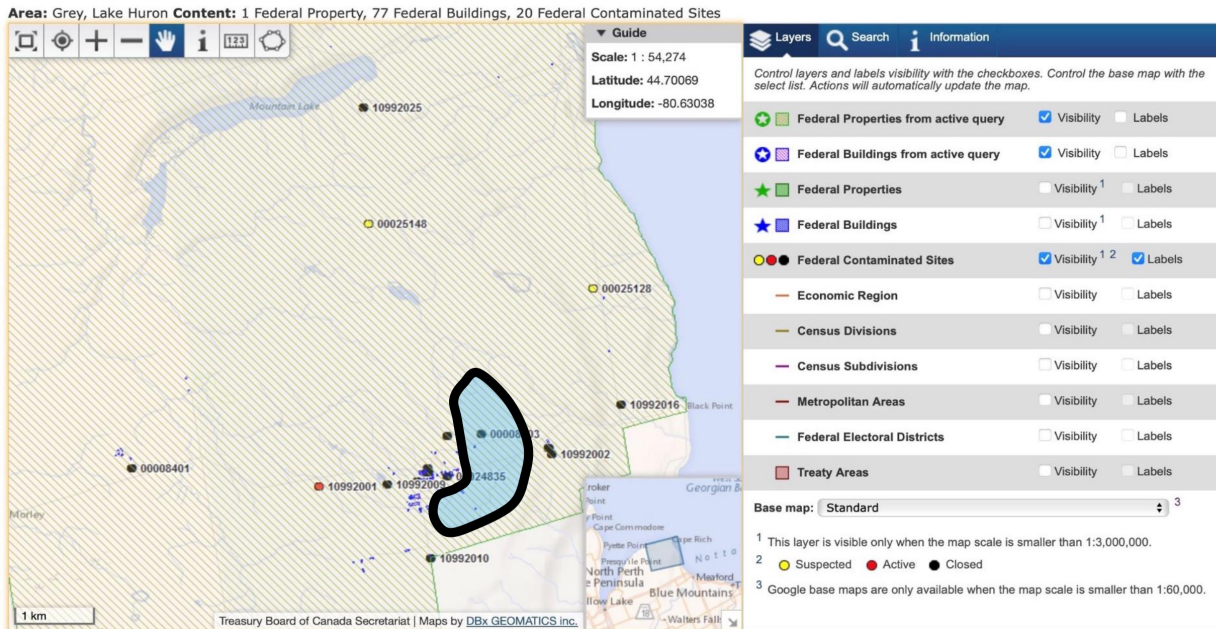 Area: Grey, Lake Huron Content: 1 Federal Property, 77 Federal Buildings, 20 Federal Contaminated Sites
i
123
▼ Guide
Scale: 1 : 54,274
Latitude: 44.70069
Longitude: -80.63038
Mountain Lake
10992025
00025148
00025128
10992016
Black Point
10992002
00008401
10992001
10992009
10992010
Morley
1 km
Treasury Board of Canada Secretariat | Maps by DBx GEOMATICS inc.
Georgian
Cape Commodore
Cape Rich
Pyette Point
Presqu'ile Point
North Perth
Peninsula
Meaford
Blue Mountains
Lake
18
Walters Fall
Layers
Search
Information
Control layers and labels visibility with the checkboxes. Control the base map with the
select list. Actions will automatically update the map.
Federal Properties from active query Visibility Labels
Federal Buildings from active query Visibility Labels
Federal Properties Visibility 1 Labels
Federal Buildings Visibility 1 Labels
Federal Contaminated Sites Visibility 1 2 Labels
Economic Region Visibility Labels
Census Divisions Visibility Labels
Census Subdivisions Visibility Labels
Metropolitan Areas Visibility Labels
Federal Electoral Districts Visibility Labels
Treaty Areas Visibility Labels
Base map: Standard 3
1 This layer is visible only when the map scale is smaller than 1:3,000,000.
2 Suspected Active Closed
3 Google base maps are only available when the map scale is smaller than 1:60,000.